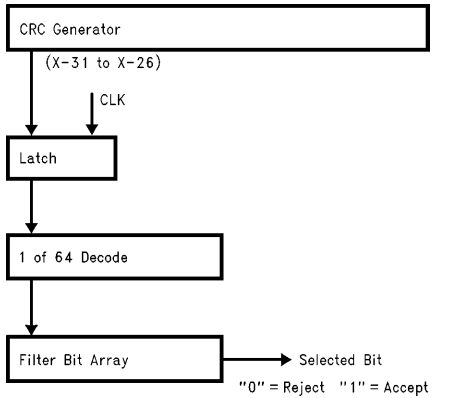 CRC Generator
(X-31 to X-26)
CLK
Latch
1 of 64 Decode
Filter Bit Array
Selected Bit
"0" = Reject "1" = Accept